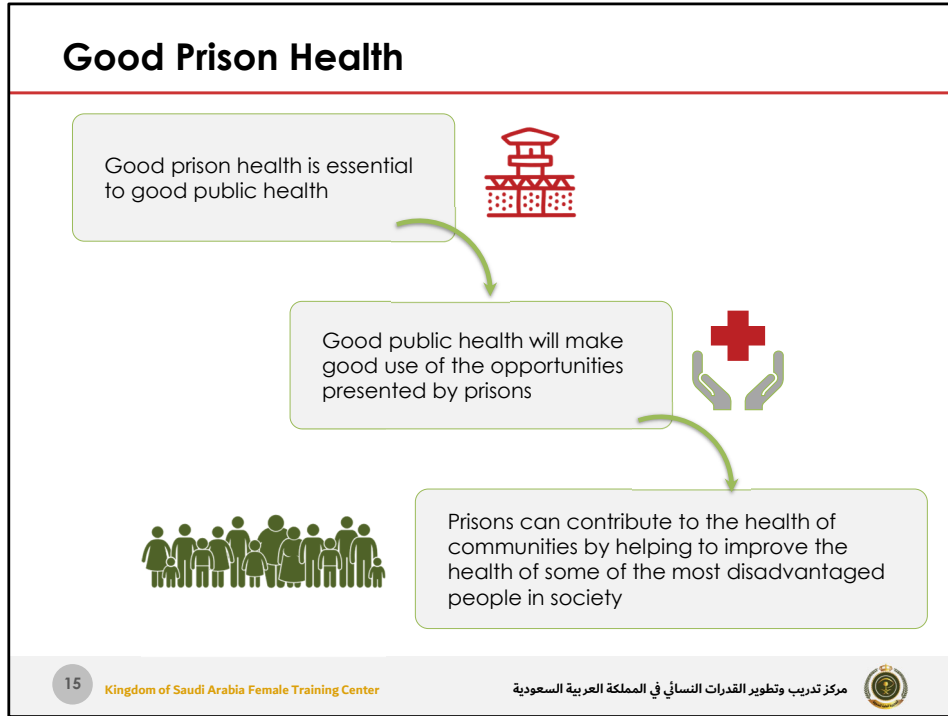 Good Prison Health
Good prison health is essential
to good public health
Good public health will make
good use of the opportunities
presented by prisons
Prisons can contribute to the health of
communities by helping to improve the
health of some of the most disadvantaged
people in society
15
Kingdom of Saudi Arabia Female Training Center
مركز تدريب وتطوير القدرات النسائي في المملكة العربية السعودية